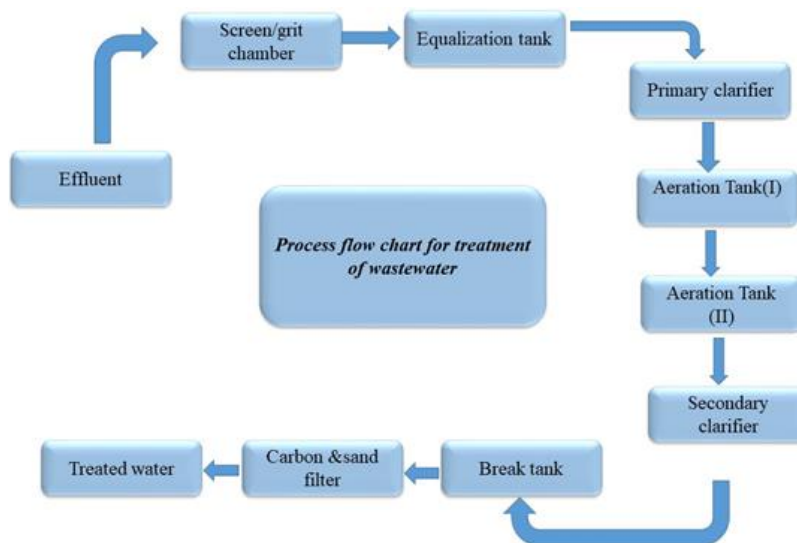 Screen/grit
chamber
Equalization tank
Primary clarifier
Effluent
Aeration Tank(I)
Process flow chart for treatment
of wastewater
Aeration Tank
(II)
Secondary
clarifier
Break tank
Carbon &sand
filter
Treated water